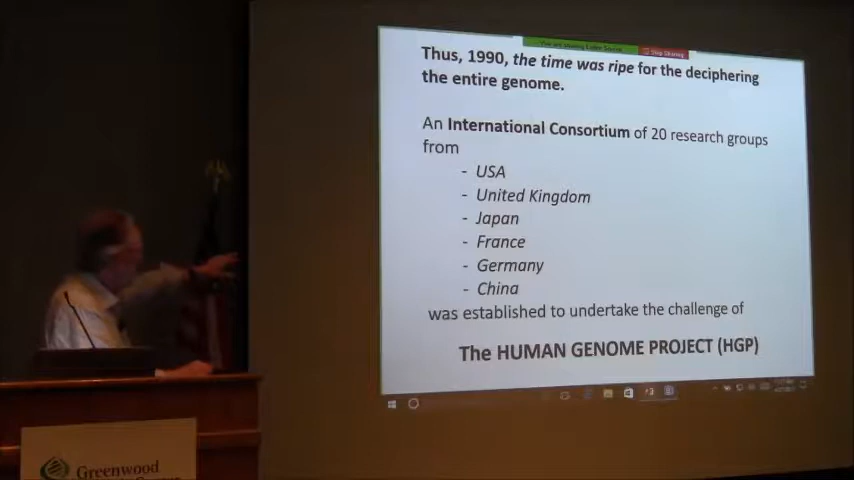 Stop Sharing
Thus, 1990, the time was ripe for the deciphering
the entire genome.
An International Consortium of 20 research groups
from
- USA
- United Kingdom
- Japan
- France
- Germany
- China
was established to undertake the challenge of
The HUMAN GENOME PROJECT (HGP)
Greenwood